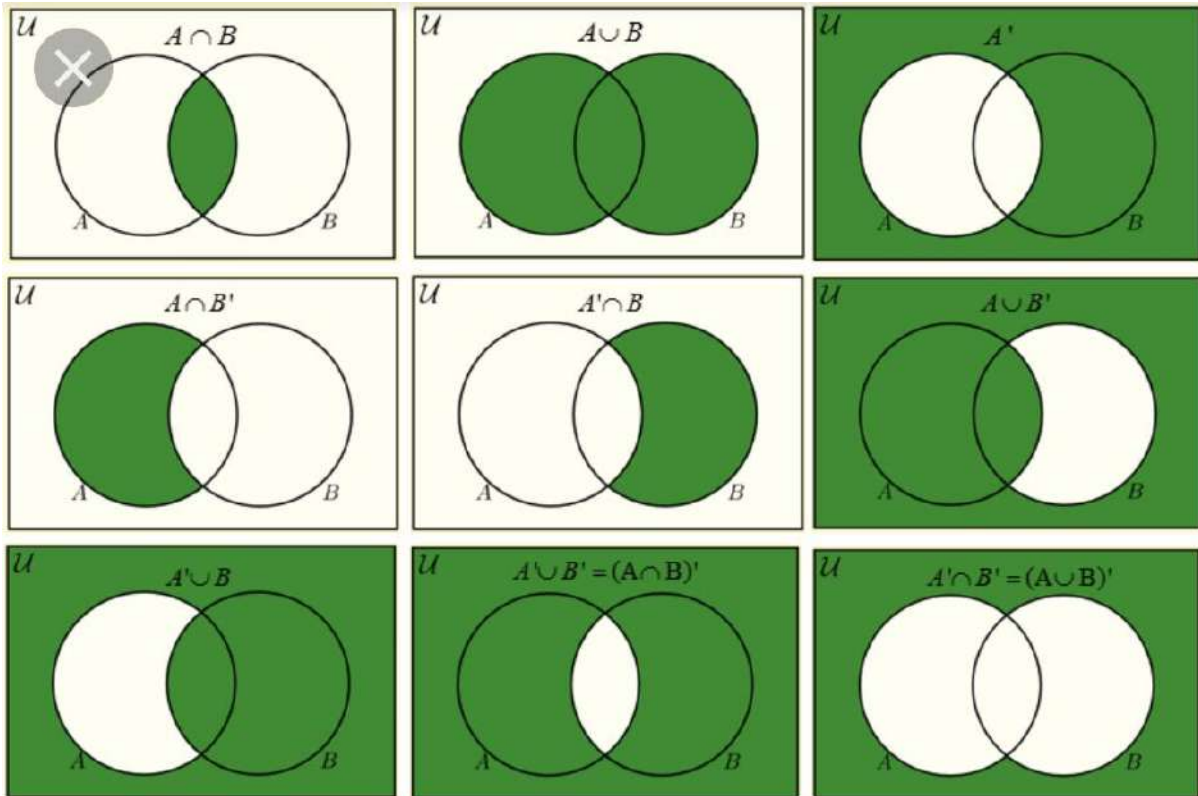 𝒰 A ∩ B
A B
𝒰 A ∪ B
A B
𝒰 A'
A B
𝒰 A ∩ B'
A B
𝒰 A' ∩ B
A B
𝒰 A ∪ B'
A B
𝒰 A' ∪ B
A B
𝒰 A' ∪ B' = (A ∩ B)'
A B
𝒰 A' ∩ B' = (A ∪ B)'
A B